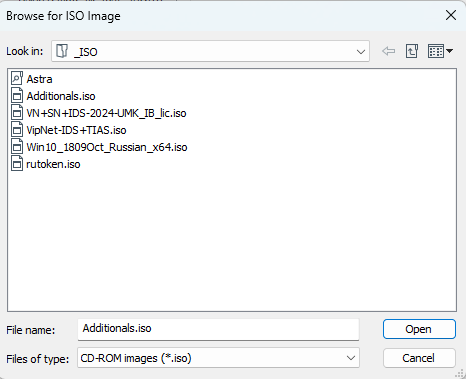 Browse for ISO Image
Look in: _ISO
Astra
Additionals.iso
VN+SN+IDS-2024-UMK_IB_lic.iso
VipNet-IDS+TIAS.iso
Win10_1809Oct_Russian_x64.iso
rutoken.iso
File name: Additionals.iso Open
Files of type: CD-ROM images (*.iso) Cancel